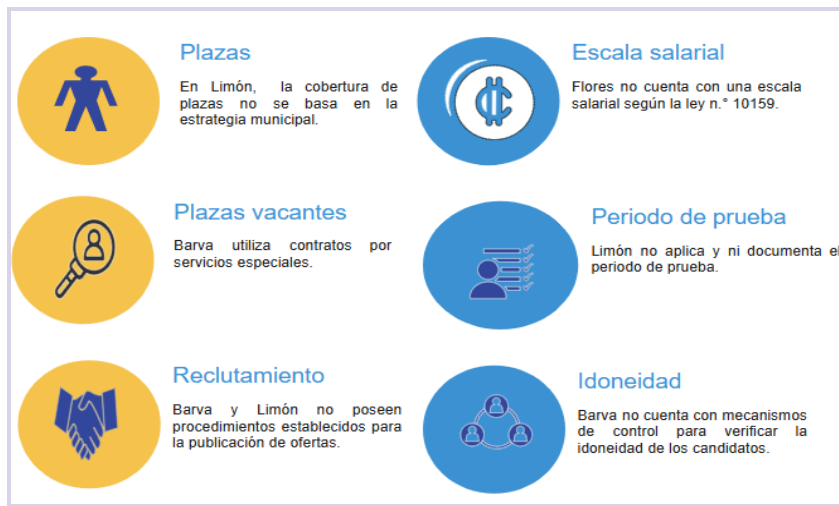 Plazas
En Limón, la cobertura de
plazas no se basa en la
estrategia municipal.
Escala salarial
Flores no cuenta con una escala
salarial según la ley n.° 10159.
Plazas vacantes
Barva utiliza contratos por
servicios especiales.
Periodo de prueba
Limón no aplica y ni documenta el
periodo de prueba.
Reclutamiento
Barva y Limón no poseen
procedimientos establecidos para
la publicación de ofertas.
Idoneidad
Barva no cuenta con mecanismos
de control para verificar la
idoneidad de los candidatos.